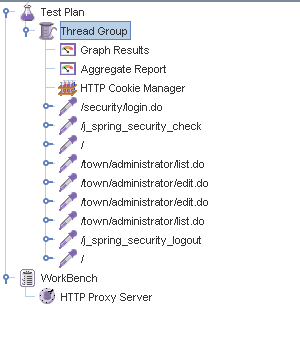 Test Plan
Thread Group
Graph Results
Aggregate Report
HTTP Cookie Manager
/security/login.do
/j_spring_security_check
/
/town/administrator/list.do
/town/administrator/edit.do
/town/administrator/edit.do
/town/administrator/list.do
/j_spring_security_logout
/
WorkBench
HTTP Proxy Server